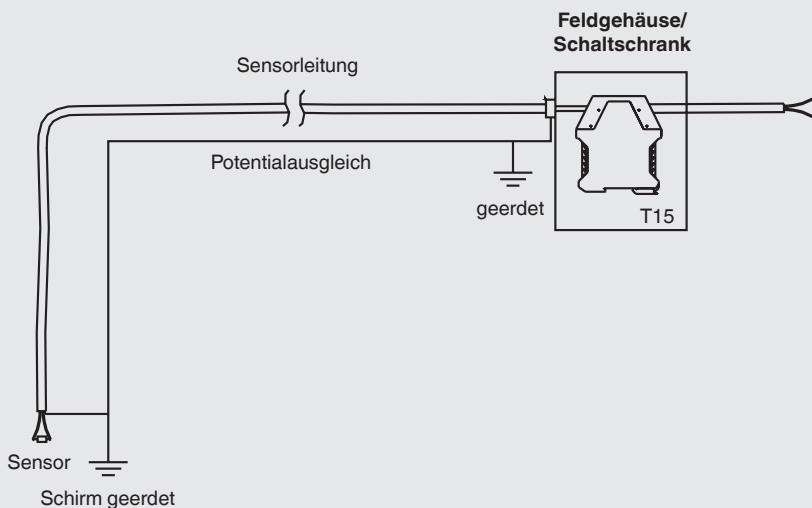 Feldgehäuse/
Schaltschrank
Sensorleitung
Potentialausgleich
geerdet
T15
Sensor
Schirm geerdet